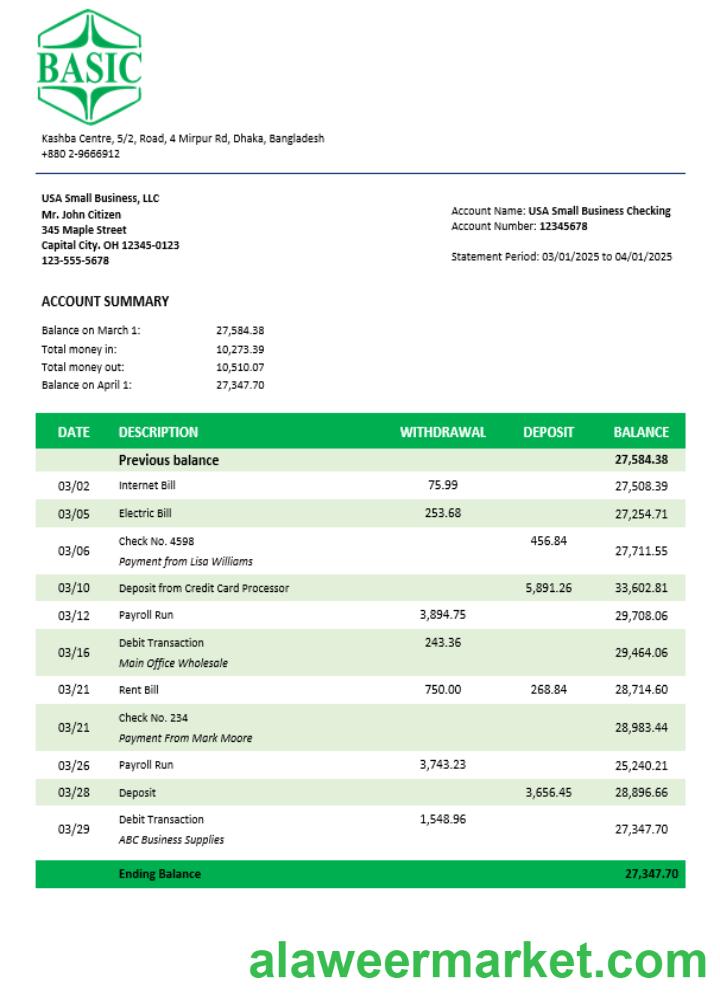 BASIC
Kashba Centre, 5/2, Road, 4 Mirpur Rd, Dhaka, Bangladesh
+880 2-9666912
USA Small Business, LLC
Mr. John Citizen
345 Maple Street
Capital City. OH 12345-0123
123-555-5678
Account Name: USA Small Business Checking
Account Number: 12345678
Statement Period: 03/01/2025 to 04/01/2025
ACCOUNT SUMMARY
Balance on March 1: 27,584.38
Total money in: 10,273.39
Total money out: 10,510.07
Balance on April 1: 27,347.70
DATE DESCRIPTION WITHDRAWAL DEPOSIT BALANCE
Previous balance 27,584.38
03/02 Internet Bill 75.99 27,508.39
03/05 Electric Bill 253.68 27,254.71
03/06 Check No. 4598 456.84 27,711.55
Payment from Lisa Williams
03/10 Deposit from Credit Card Processor 5,891.26 33,602.81
03/12 Payroll Run 3,894.75 29,708.06
03/16 Debit Transaction 243.36 29,464.06
Main Office Wholesale
03/21 Rent Bill 750.00 268.84 28,714.60
03/21 Check No. 234 28,983.44
Payment From Mark Moore
03/26 Payroll Run 3,743.23 25,240.21
03/28 Deposit 3,656.45 28,896.66
03/29 Debit Transaction 1,548.96 27,347.70
ABC Business Supplies
Ending Balance 27,347.70
alaweermarket.com